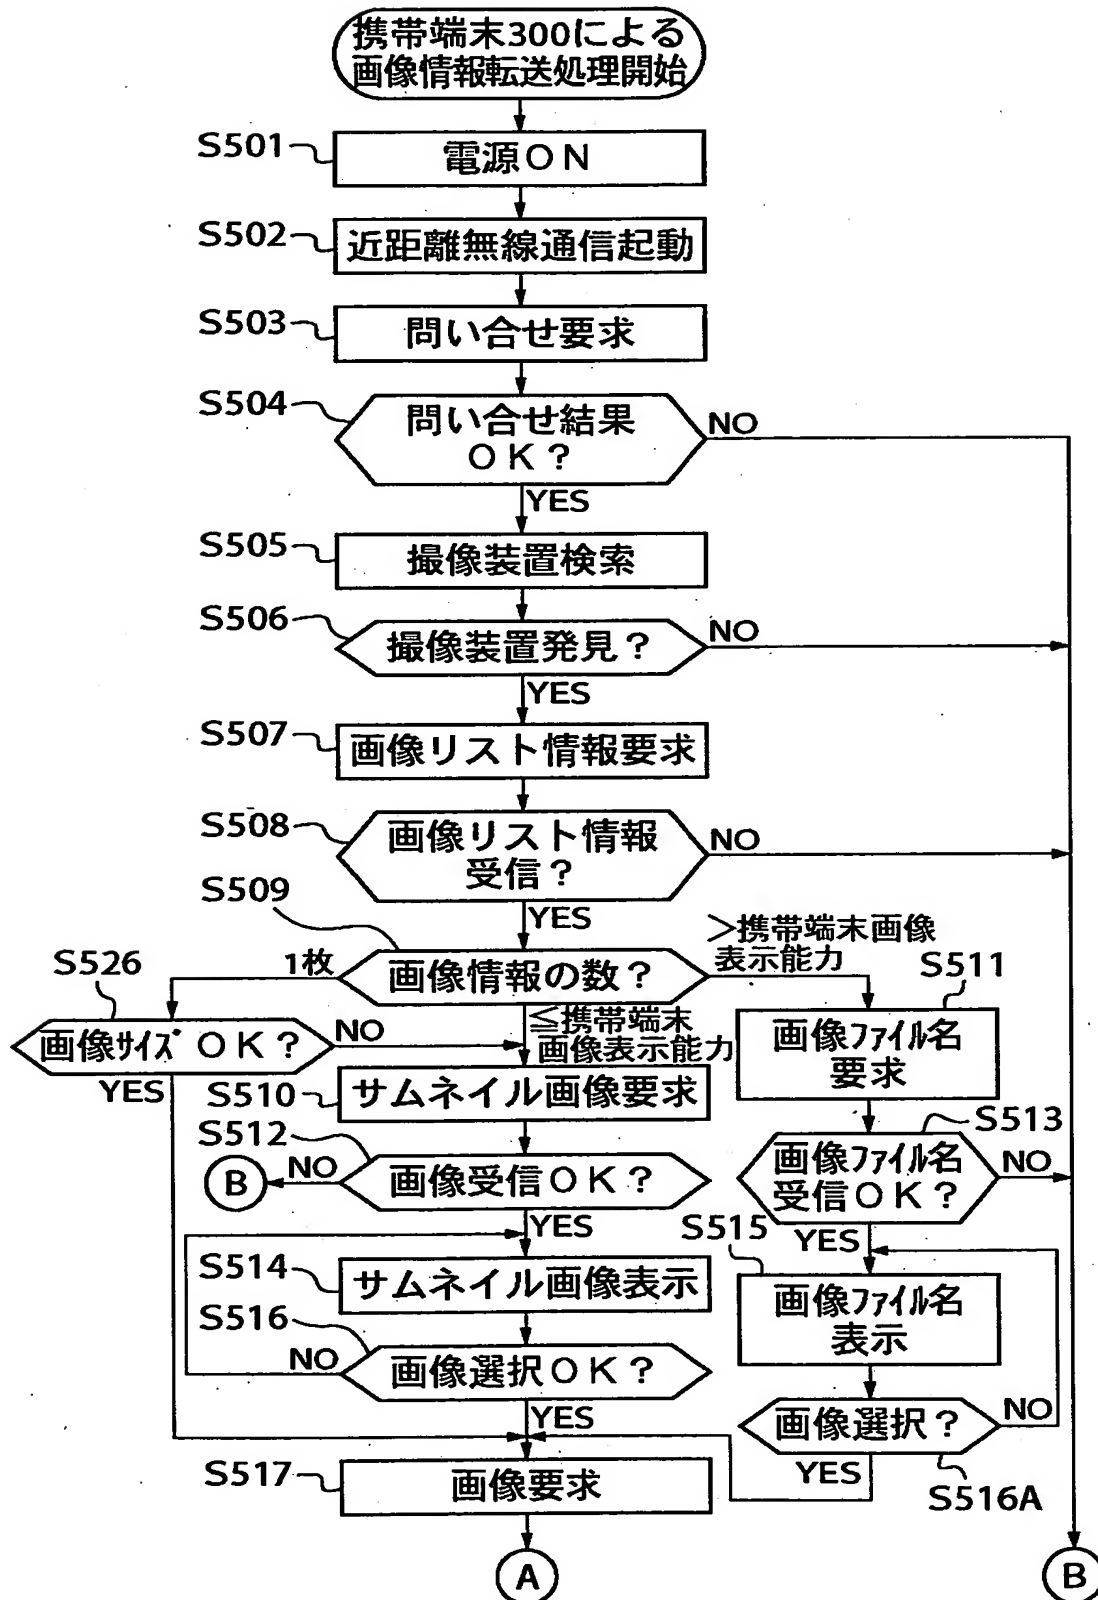 携帯端末300による
画像情報転送処理開始
S501
電源ON
S502
近距離無線通信起動
S503
問い合せ要求
S504
問い合せ結果
OK?
NO
YES
S505
撮像装置検索
S506
撮像装置発見?
NO
YES
S507
画像リスト情報要求
S508
画像リスト情報
受信?
NO
YES
S509
画像情報の数?
1枚
>携帯端末画像
表示能力
≦携帯端末
画像表示能力
S526
画像サイズOK?
NO
YES
S511
画像ファイル名
要求
S510
サムネイル画像要求
S513
画像ファイル名
受信OK?
NO
YES
S512
画像受信OK?
NO
B
YES
S515
画像ファイル名
表示
S514
サムネイル画像表示
S516
画像選択OK?
NO
YES
画像選択?
NO
YES
S516A
S517
画像要求
A
B